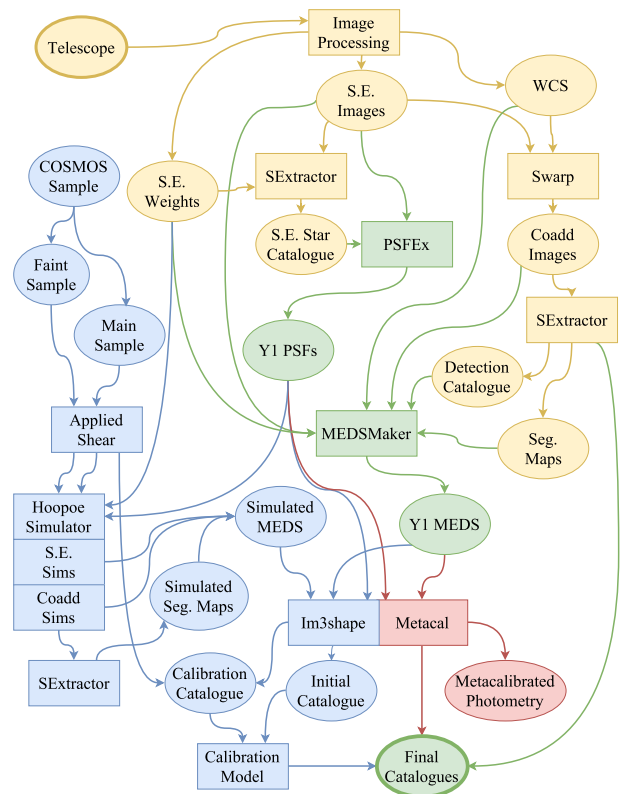 Telescope
Image
Processing
WCS
S.E.
Images
COSMOS
Sample
S.E.
Weights
SExtractor
Swarp
Faint
Sample
S.E. Star
Catalogue
PSFEx
Coadd
Images
Main
Sample
Y1 PSFs
SExtractor
Detection
Catalogue
Applied
Shear
MEDSMaker
Seg.
Maps
Hoopoe
Simulator
Simulated
MEDS
Y1 MEDS
S.E.
Sims
Simulated
Seg. Maps
Coadd
Sims
Im3shape
Metacal
SExtractor
Calibration
Catalogue
Initial
Catalogue
Metacalibrated
Photometry
Calibration
Model
Final
Catalogues